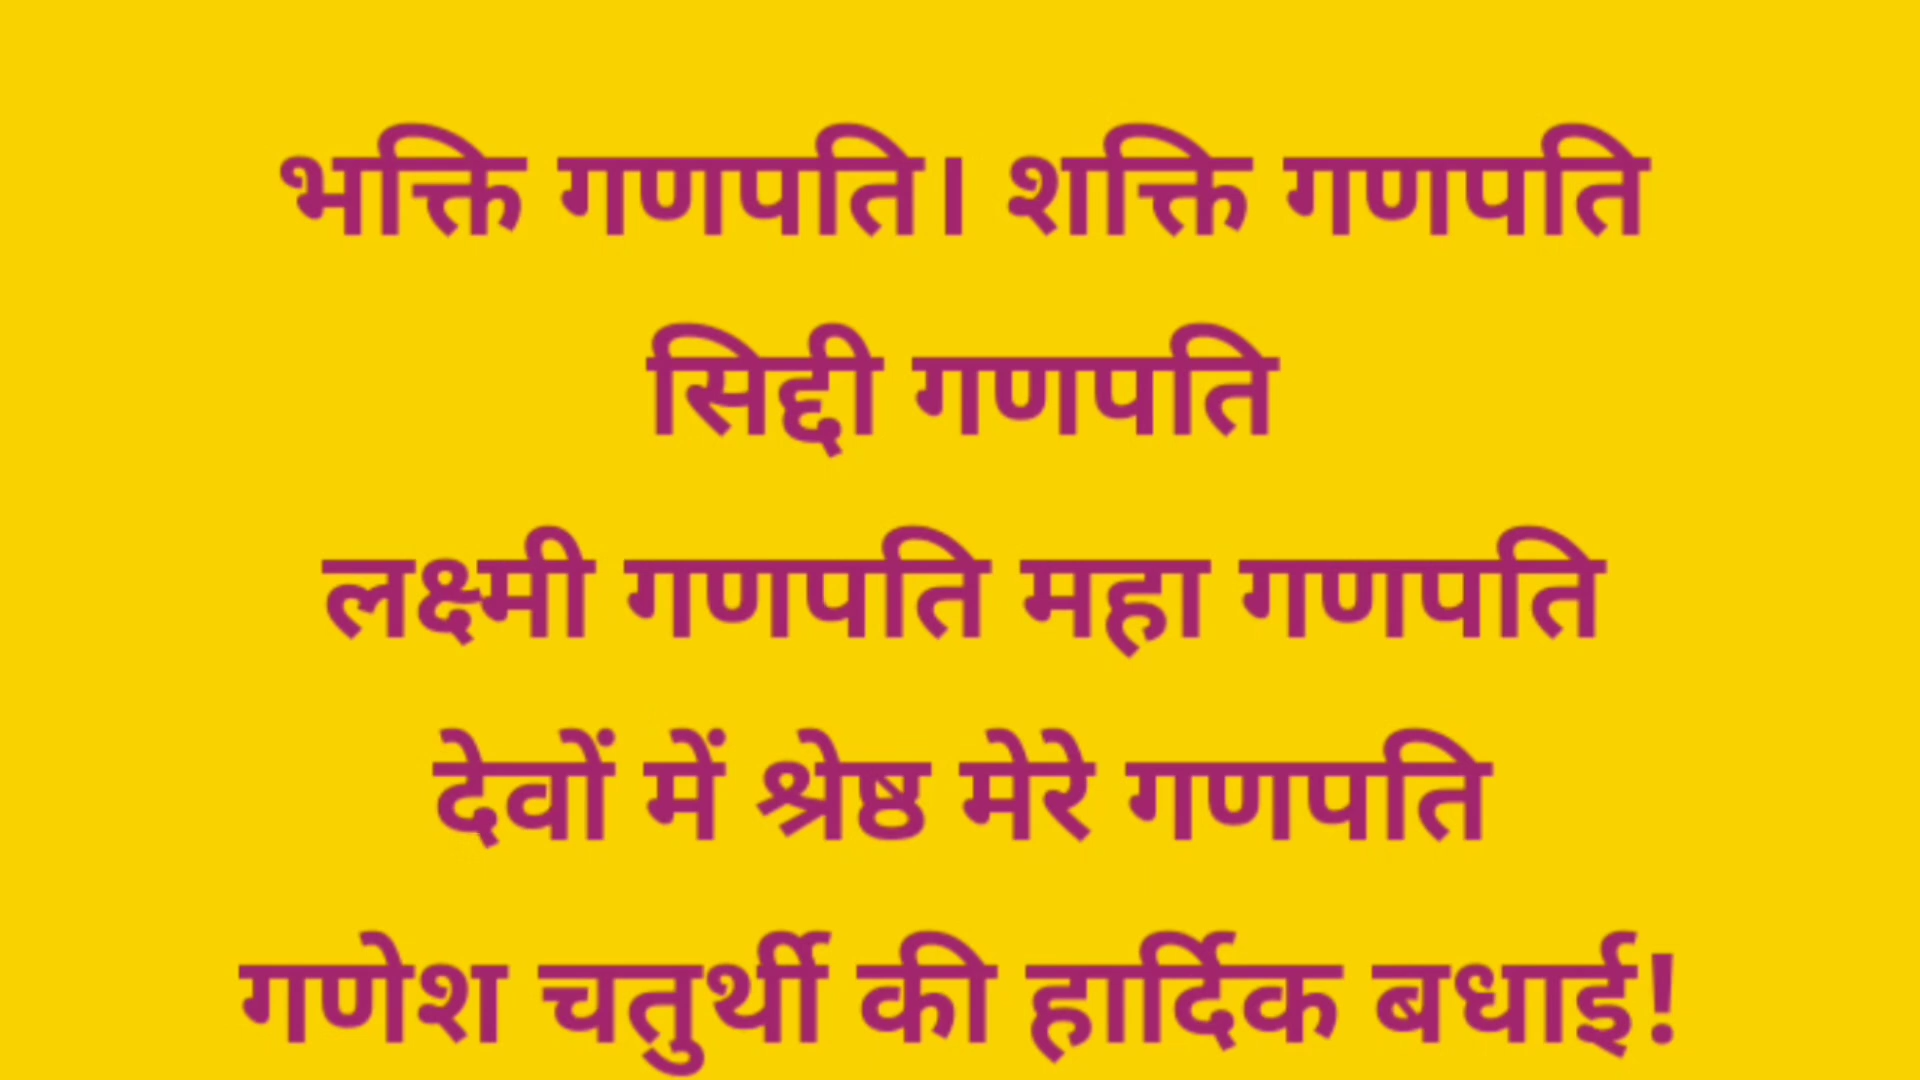 भक्ति गणपति। शक्ति गणपति
सिद्दी गणपति
लक्ष्मी गणपति महा गणपति
देवों में श्रेष्ठ मेरे गणपति
गणेश चतुर्थी की हार्दिक बधाई!